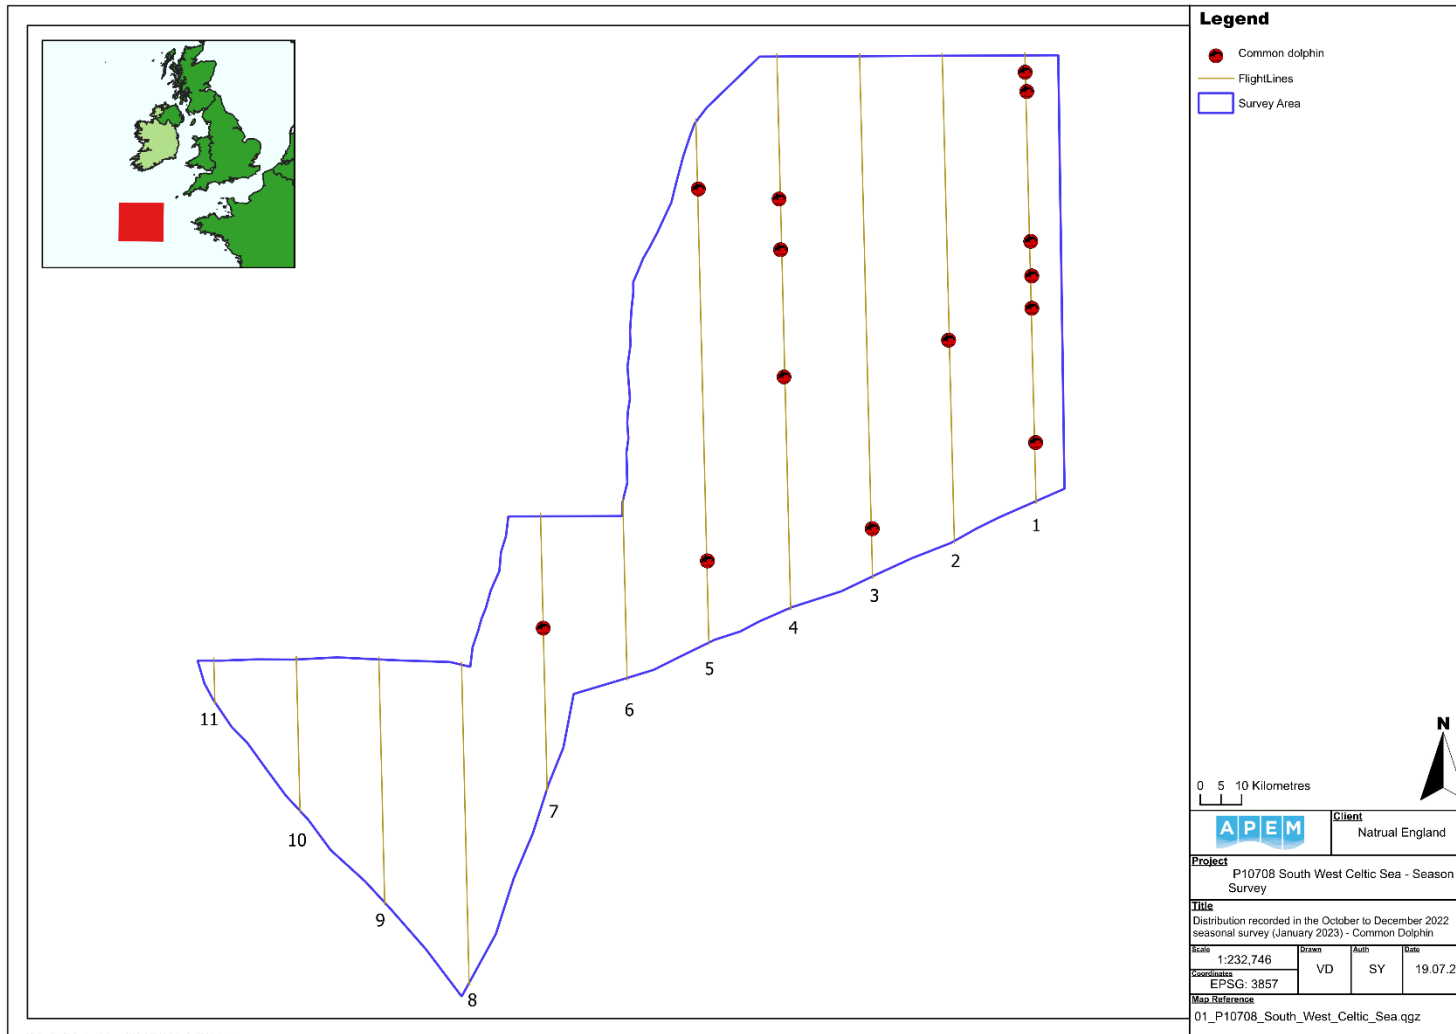 Legend
Common dolphin
FlightLines
Survey Area
1
2
3
4
5
6
7
8
9
10
11
N
0 5 10 Kilometres
APEM
Client
Natrual England
Project
P10708 South West Celtic Sea - Season
Survey
Title
Distribution recorded in the October to December 2022
seasonal survey (January 2023) - Common Dolphin
Scale
1:232,746
Coordinates
EPSG: 3857
Drawn
VD
Auth
SY
Date
19.07.2
Map Reference
01_P10708_South_West_Celtic_Sea.qgz